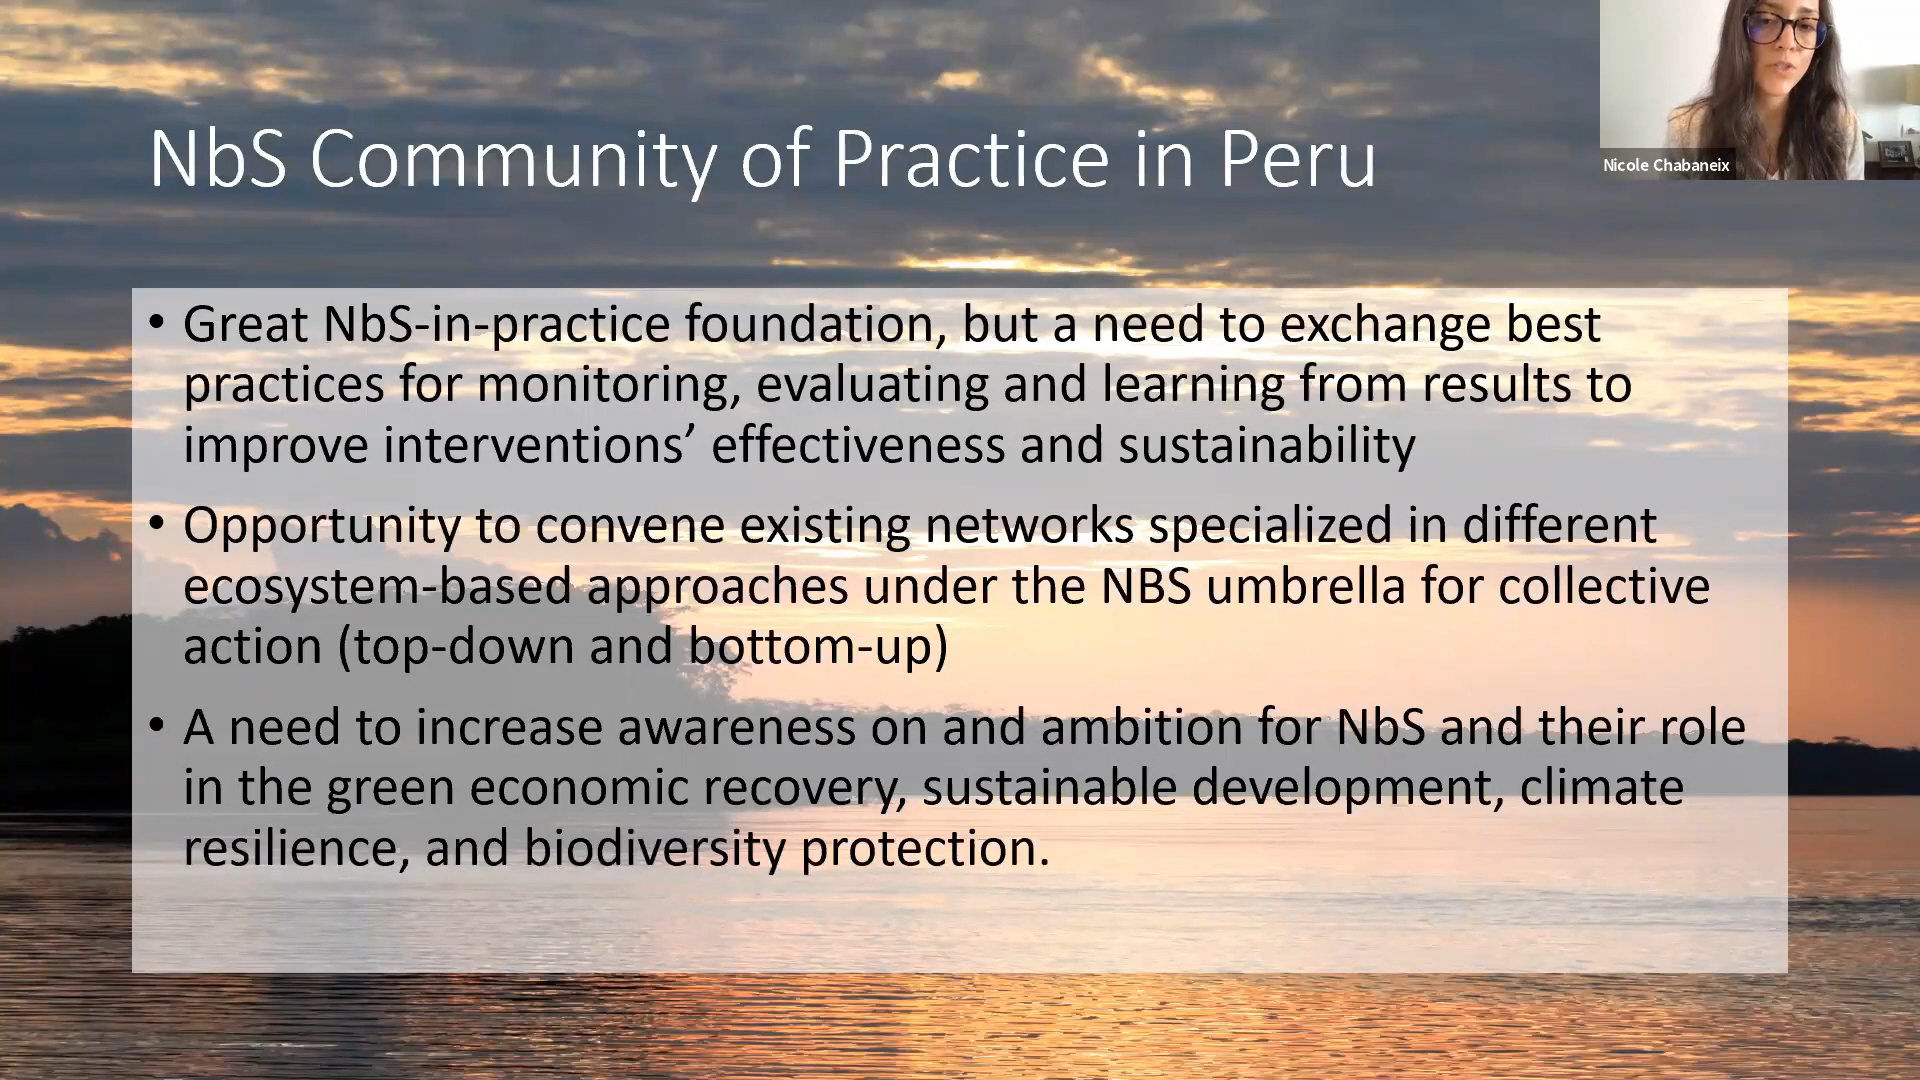 NbS Community of Practice in Peru
Nicole Chabaneix
• Great NbS-in-practice foundation, but a need to exchange best
practices for monitoring, evaluating and learning from results to
improve interventions’ effectiveness and sustainability
• Opportunity to convene existing networks specialized in different
ecosystem-based approaches under the NBS umbrella for collective
action (top-down and bottom-up)
• A need to increase awareness on and ambition for NbS and their role
in the green economic recovery, sustainable development, climate
resilience, and biodiversity protection.